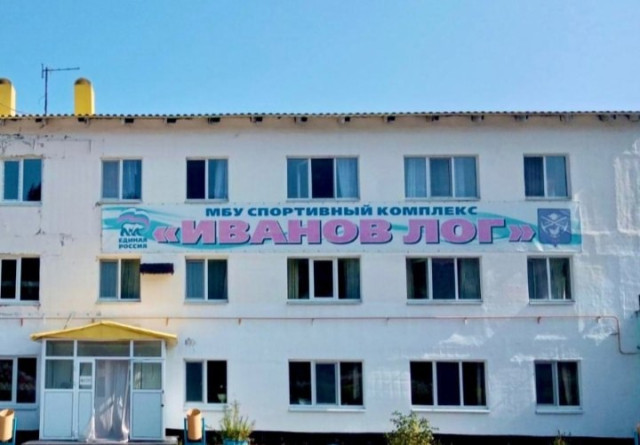 МБУ СПОРТИВНЫЙ КОМПЛЕКС
«ИВАНОВ ЛОГ»
ЕДИНАЯ
РОССИЯ